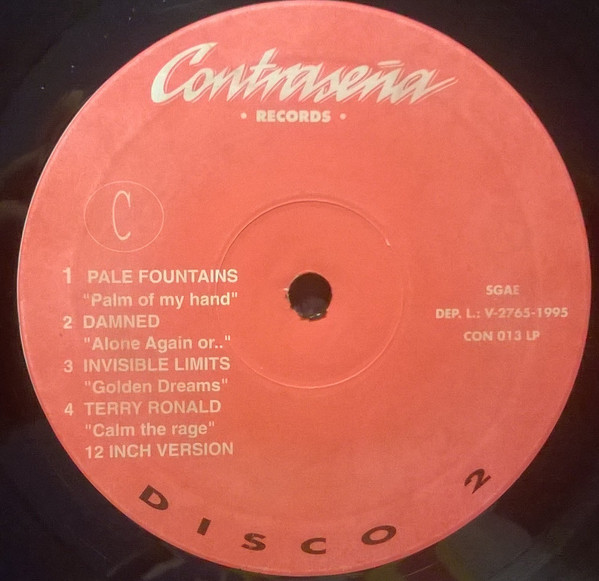 Contraseña
• RECORDS •
C
1 PALE FOUNTAINS
"Palm of my hand"
2 DAMNED
"Alone Again or.."
3 INVISIBLE LIMITS
"Golden Dreams"
4 TERRY RONALD
"Calm the rage"
12 INCH VERSION
SGAE
DEP. L.: V-2765-1995
CON 013 LP
DISCO 2